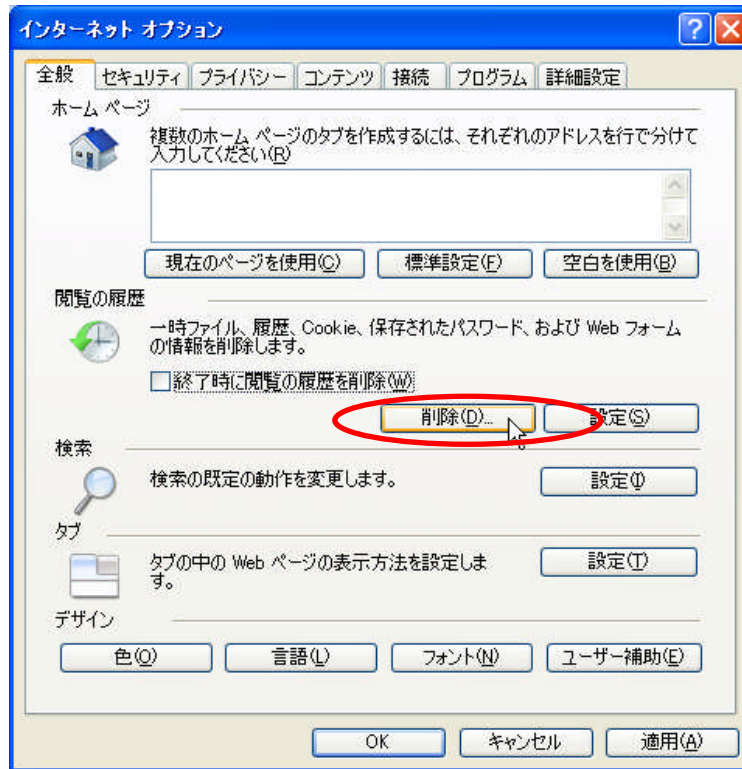 インターネット オプション
全般 セキュリティ プライバシー コンテンツ 接続 プログラム 詳細設定
ホーム ページ
複数のホーム ページのタブを作成するには、それぞれのアドレスを行で分けて
入力してください(R)
現在のページを使用(C) 標準設定(F) 空白を使用(B)
閲覧の履歴
一時ファイル、履歴、Cookie、保存されたパスワード、および Web フォーム
の情報を削除します。
終了時に閲覧の履歴を削除(W)
削除(D)... 設定(S)
検索
検索の既定の動作を変更します。
設定(I)
タブ
タブの中の Web ページの表示方法を設定しま
す。
設定(T)
デザイン
色(O) 言語(L) フォント(N) ユーザー補助(E)
OK キャンセル 適用(A)